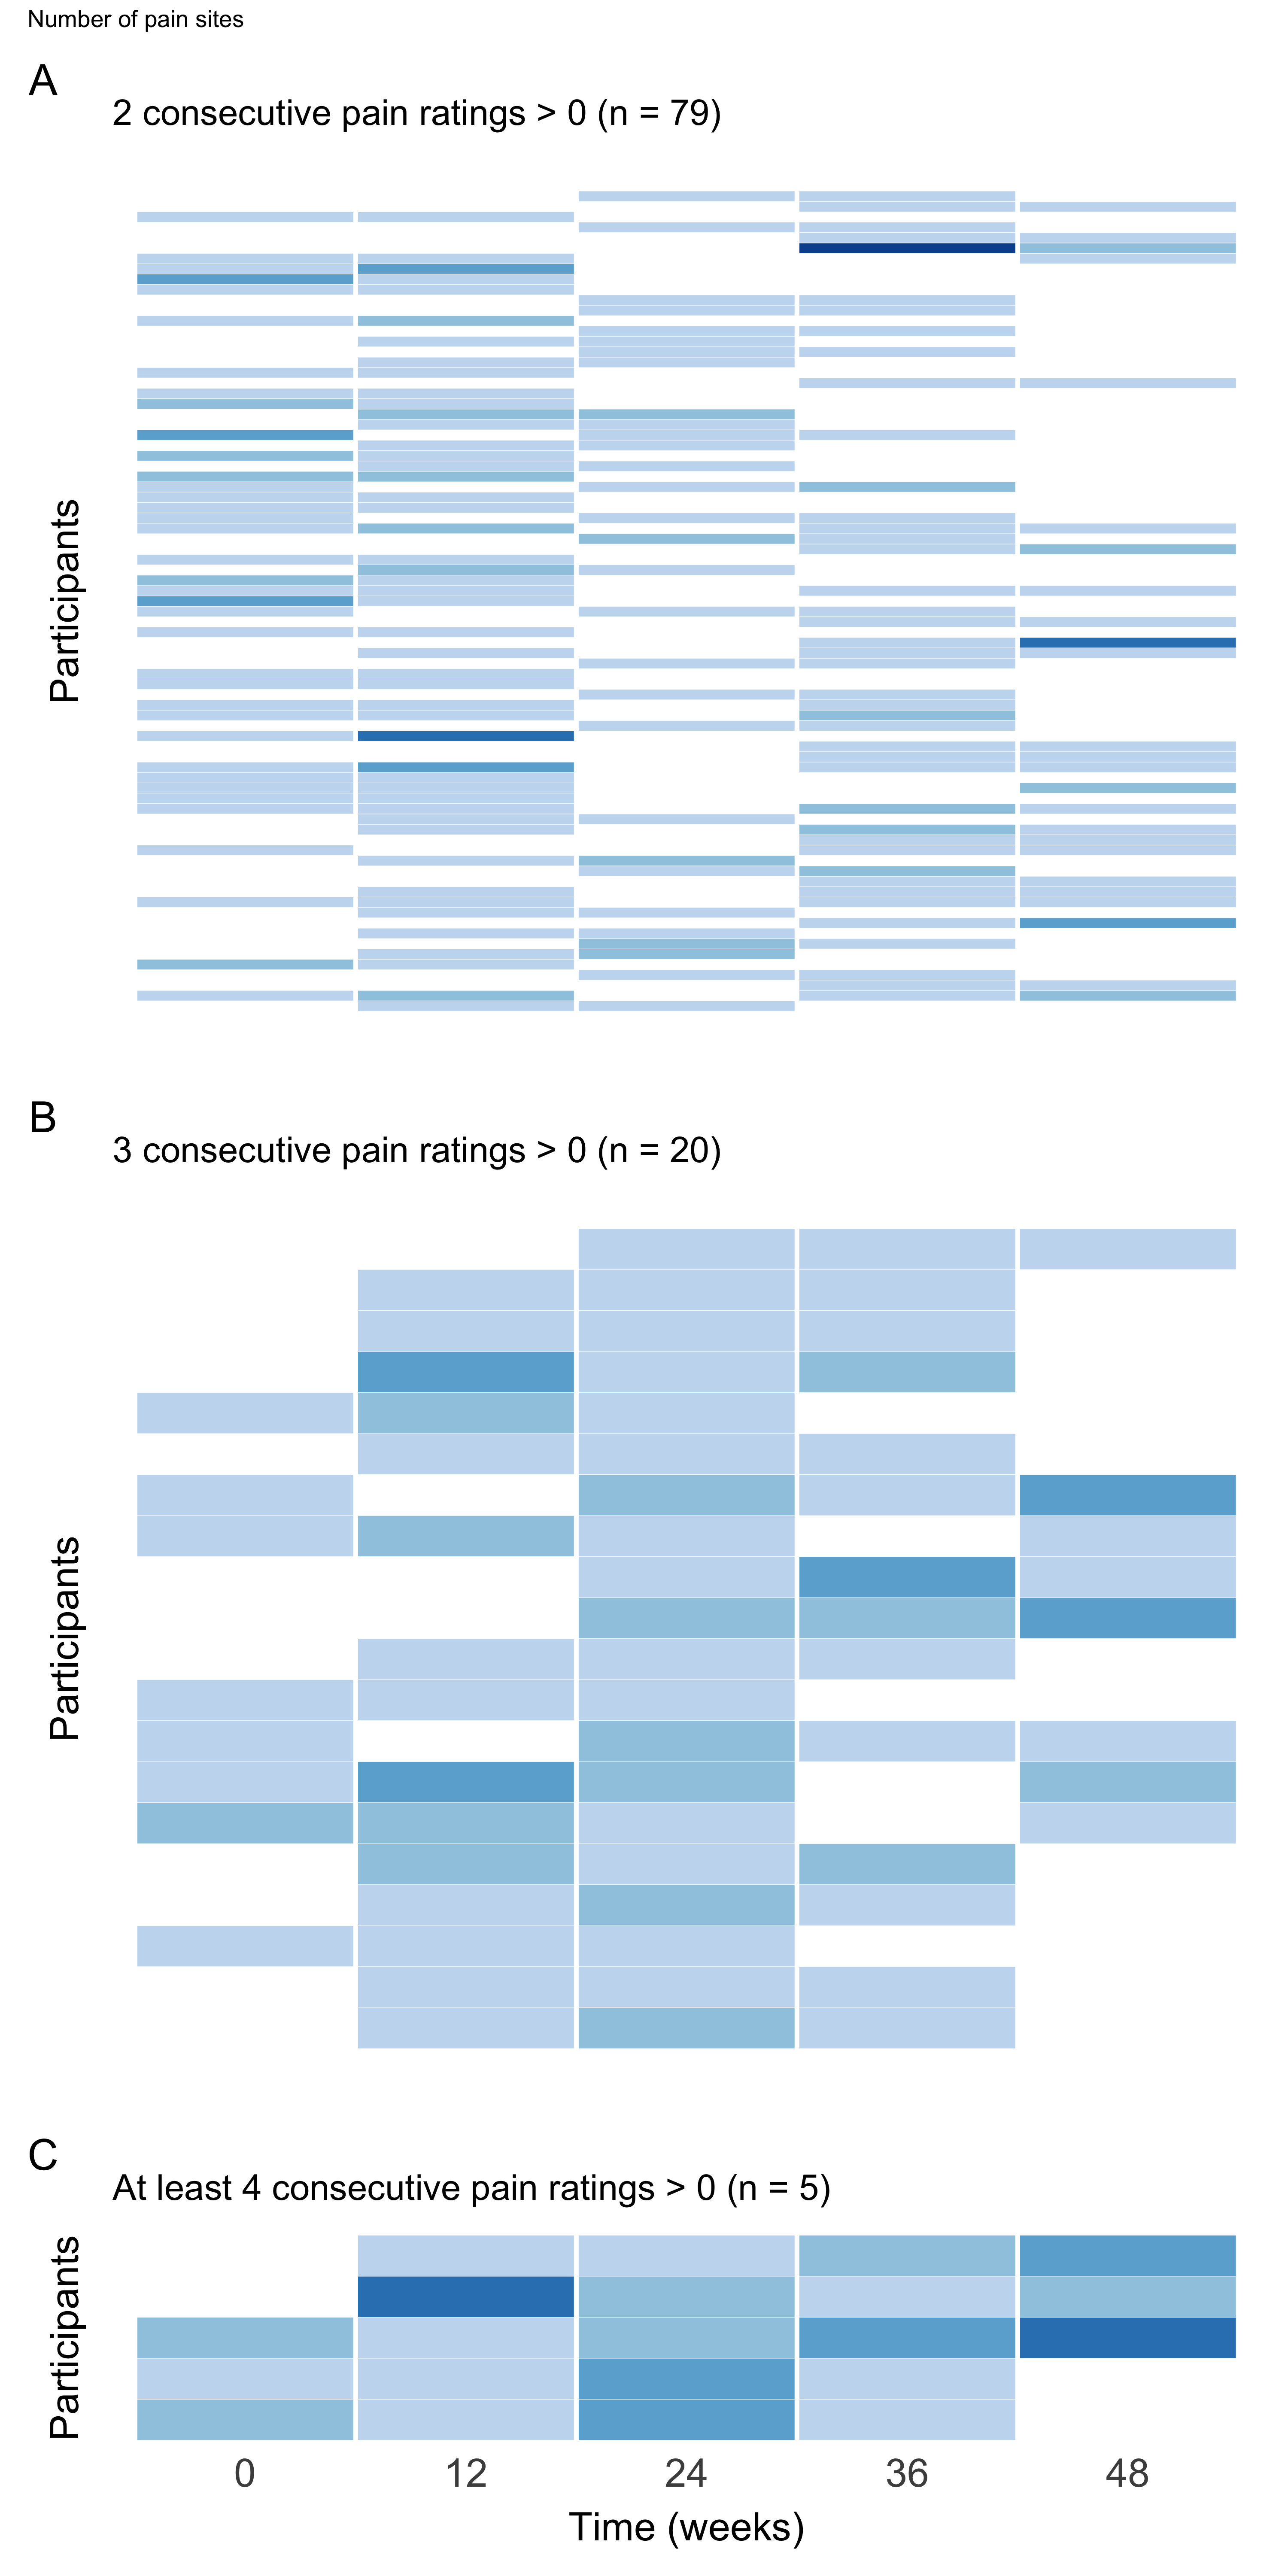 Number of pain sites
A
2 consecutive pain ratings > 0 (n = 79)
Participants
B
3 consecutive pain ratings > 0 (n = 20)
Participants
C
At least 4 consecutive pain ratings > 0 (n = 5)
Participants
0 12 24 36 48
Time (weeks)